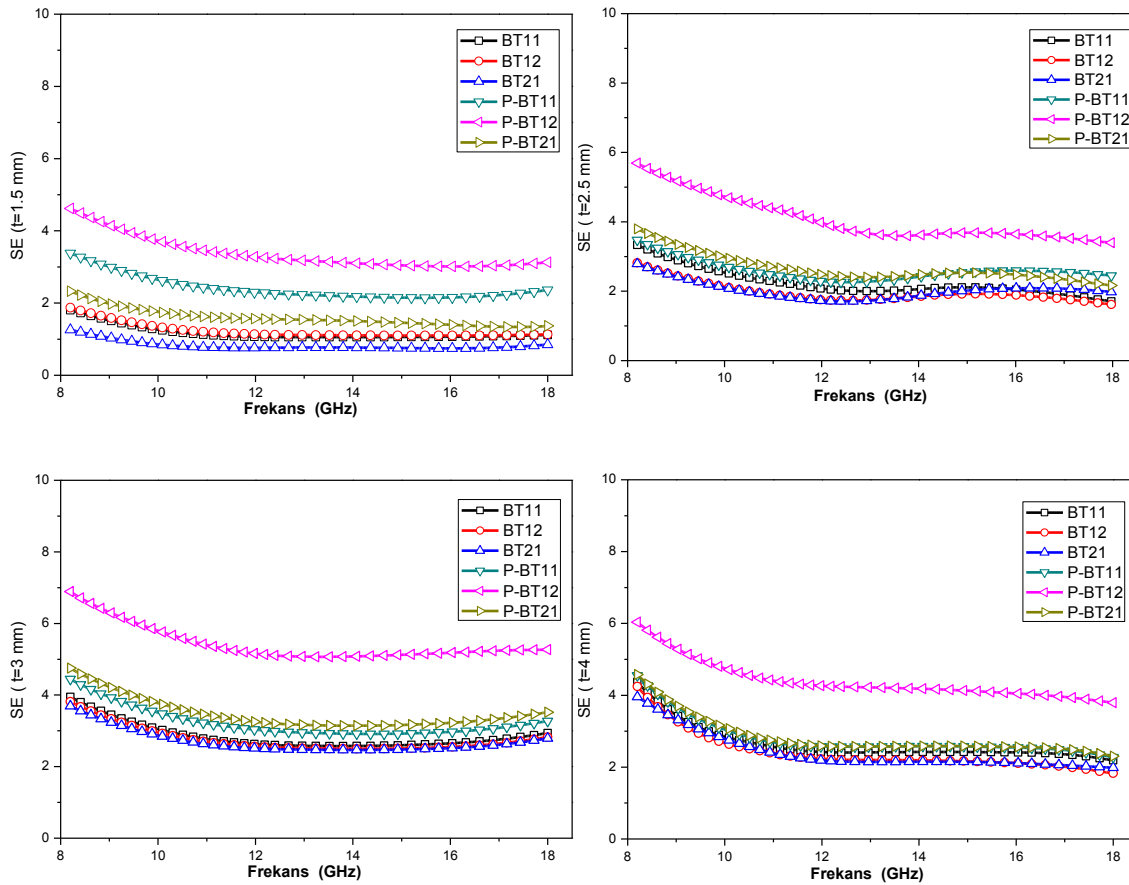 10
8
6
4
2
0
SE (t=1.5 mm)
BT11
BT12
BT21
P-BT11
P-BT12
P-BT21
8
10
12
14
16
18
Frekans (GHz)
10
8
6
4
2
0
SE ( t=2.5 mm)
BT11
BT12
BT21
P-BT11
P-BT12
P-BT21
8
10
12
14
16
18
Frekans (GHz)
10
8
6
4
2
0
SE ( t=3 mm)
BT11
BT12
BT21
P-BT11
P-BT12
P-BT21
8
10
12
14
16
18
Frekans (GHz)
10
8
6
4
2
0
SE ( t=4 mm)
BT11
BT12
BT21
P-BT11
P-BT12
P-BT21
8
10
12
14
16
18
Frekans (GHz)